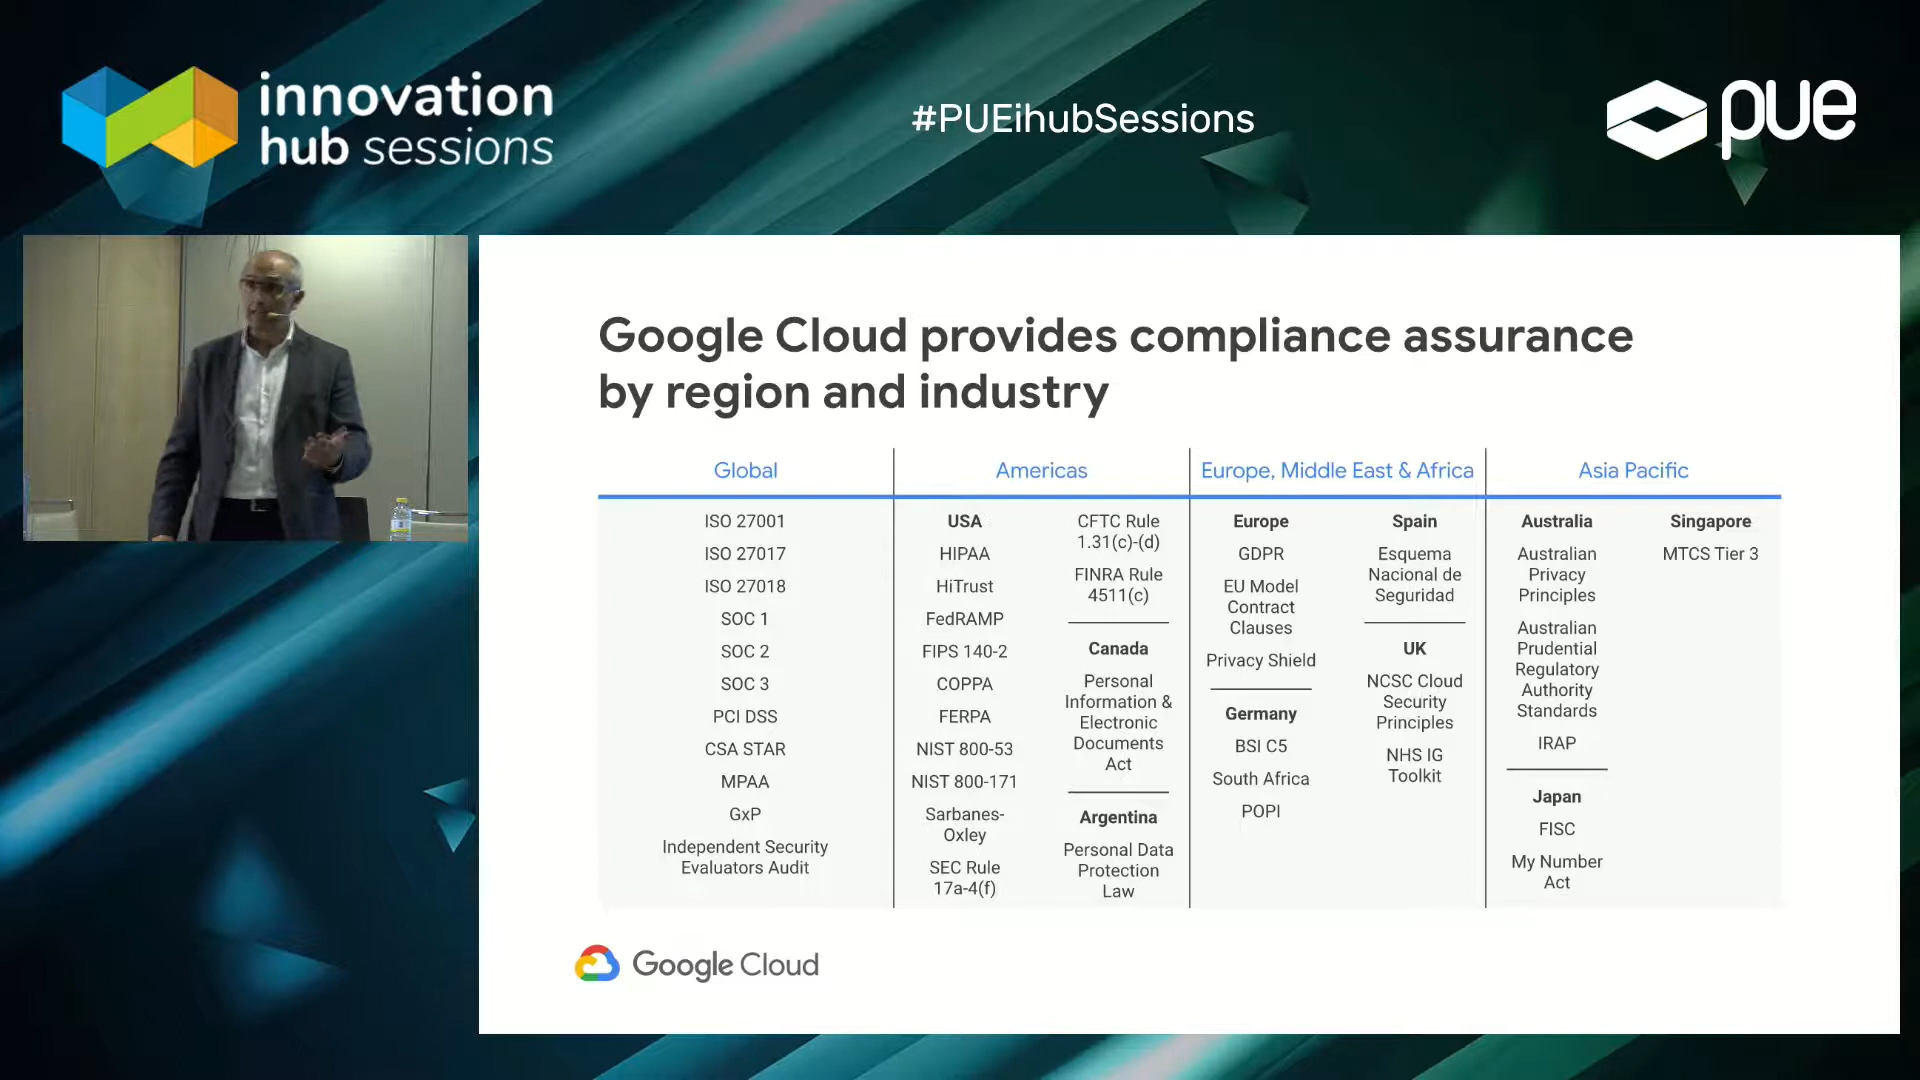 innovation
hub sessions
#PUEihubSessions
pue
Google Cloud provides compliance assurance
by region and industry
Global
ISO 27001
ISO 27017
ISO 27018
SOC 1
SOC 2
SOC 3
PCI DSS
CSA STAR
MPAA
GxP
Independent Security
Evaluators Audit
Americas
USA
HIPAA
HiTrust
FedRAMP
FIPS 140-2
COPPA
FERPA
NIST 800-53
NIST 800-171
Sarbanes-
Oxley
SEC Rule
17a-4(f)
CFTC Rule
1.31(c)-(d)
FINRA Rule
4511(c)
Canada
Personal
Information &
Electronic
Documents
Act
Argentina
Personal Data
Protection
Law
Europe, Middle East & Africa
Europe
GDPR
EU Model
Contract
Clauses
Privacy Shield
Germany
BSI C5
South Africa
POPI
Spain
Esquema
Nacional de
Seguridad
UK
NCSC Cloud
Security
Principles
NHS IG
Toolkit
Asia Pacific
Australia
Australian
Privacy
Principles
Australian
Prudential
Regulatory
Authority
Standards
IRAP
Japan
FISC
My Number
Act
Singapore
MTCS Tier 3
Google Cloud